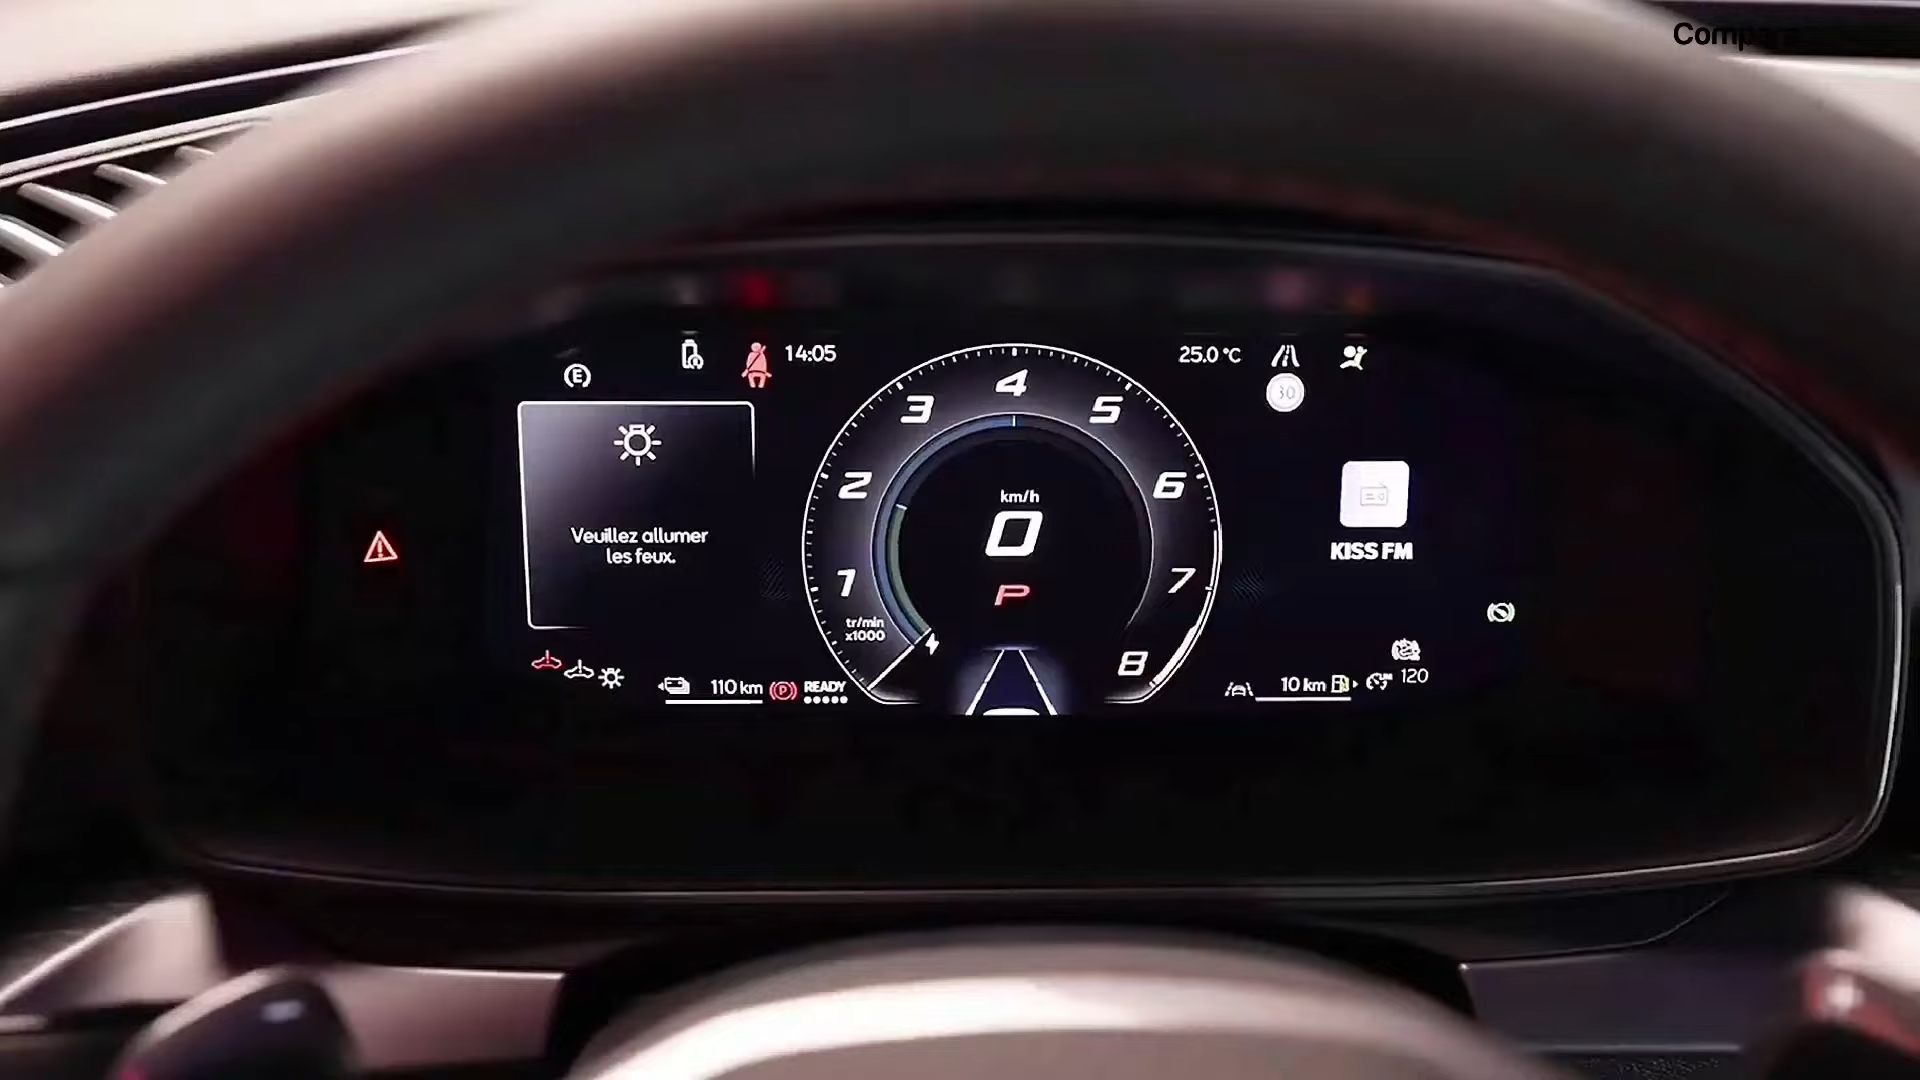 Compara
14:05
25.0 °C
E
30
4
3
5
2
6
km/h
0
Veuillez allumer
les feux.
KISS FM
1
7
P
tr/min
x1000
8
110 km
P
READY
10 km
120